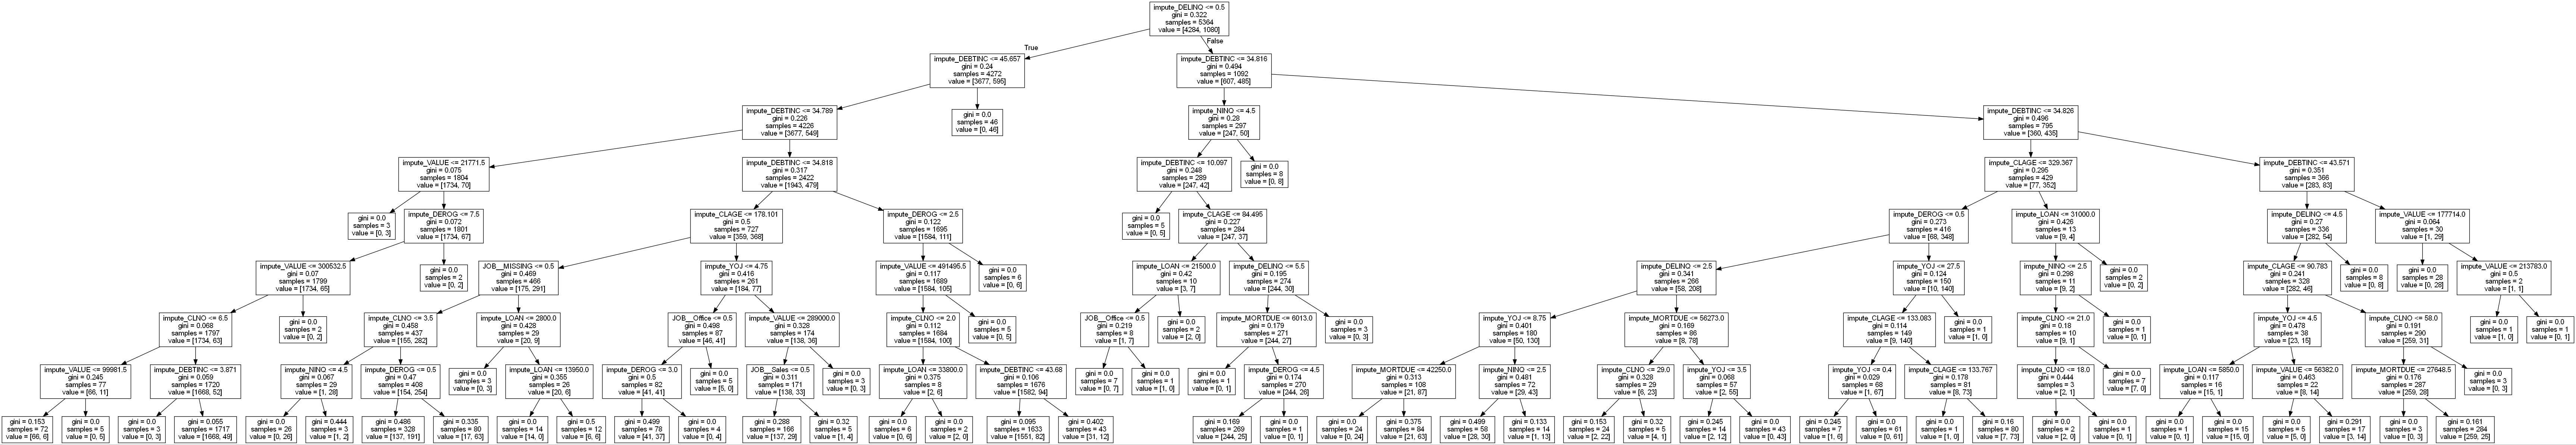 impute_DELINQ <= 0.5
gini = 0.322
samples = 5364
value = [4284, 1080]
True
False
impute_DEBTINC <= 45.657
gini = 0.24
samples = 4272
value = [3677, 595]
impute_DEBTINC <= 34.816
gini = 0.494
samples = 1092
value = [607, 485]
impute_DEBTINC <= 34.789
gini = 0.226
samples = 4226
value = [3677, 549]
gini = 0.0
samples = 46
value = [0, 46]
impute_NINQ <= 4.5
gini = 0.28
samples = 297
value = [247, 50]
impute_DEBTINC <= 34.826
gini = 0.496
samples = 795
value = [360, 435]
impute_VALUE <= 21771.5
gini = 0.075
samples = 1804
value = [1734, 70]
impute_DEBTINC <= 34.818
gini = 0.317
samples = 2422
value = [1943, 479]
impute_DEBTINC <= 10.097
gini = 0.248
samples = 289
value = [247, 42]
gini = 0.0
samples = 8
value = [0, 8]
impute_CLAGE <= 329.367
gini = 0.295
samples = 429
value = [77, 352]
impute_DEBTINC <= 43.571
gini = 0.351
samples = 366
value = [283, 83]
gini = 0.0
samples = 3
value = [0, 3]
impute_DEROG <= 7.5
gini = 0.072
samples = 1801
value = [1734, 67]
impute_CLAGE <= 178.101
gini = 0.5
samples = 727
value = [359, 368]
impute_DEROG <= 2.5
gini = 0.122
samples = 1695
value = [1584, 111]
gini = 0.0
samples = 5
value = [0, 5]
impute_CLAGE <= 84.495
gini = 0.227
samples = 284
value = [247, 37]
impute_DEROG <= 0.5
gini = 0.273
samples = 416
value = [68, 348]
impute_LOAN <= 31000.0
gini = 0.426
samples = 13
value = [9, 4]
impute_DELINQ <= 4.5
gini = 0.27
samples = 336
value = [282, 54]
impute_VALUE <= 177714.0
gini = 0.064
samples = 30
value = [1, 29]
impute_VALUE <= 300532.5
gini = 0.07
samples = 1799
value = [1734, 65]
gini = 0.0
samples = 2
value = [0, 2]
JOB__MISSING <= 0.5
gini = 0.469
samples = 466
value = [175, 291]
impute_YOJ <= 4.75
gini = 0.416
samples = 261
value = [184, 77]
impute_VALUE <= 491495.5
gini = 0.117
samples = 1689
value = [1584, 105]
gini = 0.0
samples = 6
value = [0, 6]
impute_LOAN <= 21500.0
gini = 0.42
samples = 10
value = [3, 7]
impute_DELINQ <= 5.5
gini = 0.195
samples = 274
value = [244, 30]
impute_DELINQ <= 2.5
gini = 0.341
samples = 266
value = [58, 208]
impute_YOJ <= 27.5
gini = 0.124
samples = 150
value = [10, 140]
impute_NINQ <= 2.5
gini = 0.298
samples = 11
value = [9, 2]
gini = 0.0
samples = 2
value = [0, 2]
impute_CLAGE <= 90.783
gini = 0.241
samples = 328
value = [282, 46]
gini = 0.0
samples = 8
value = [0, 8]
gini = 0.0
samples = 28
value = [0, 28]
impute_VALUE <= 213783.0
gini = 0.5
samples = 2
value = [1, 1]
impute_CLNO <= 6.5
gini = 0.068
samples = 1797
value = [1734, 63]
gini = 0.0
samples = 2
value = [0, 2]
impute_CLNO <= 3.5
gini = 0.458
samples = 437
value = [155, 282]
impute_LOAN <= 2800.0
gini = 0.428
samples = 29
value = [20, 9]
JOB__Office <= 0.5
gini = 0.498
samples = 87
value = [46, 41]
impute_VALUE <= 289000.0
gini = 0.328
samples = 174
value = [138, 36]
impute_CLNO <= 2.0
gini = 0.112
samples = 1684
value = [1584, 100]
gini = 0.0
samples = 5
value = [0, 5]
JOB__Office <= 0.5
gini = 0.219
samples = 8
value = [1, 7]
gini = 0.0
samples = 2
value = [2, 0]
impute_MORTDUE <= 6013.0
gini = 0.179
samples = 271
value = [244, 27]
gini = 0.0
samples = 3
value = [0, 3]
impute_YOJ <= 8.75
gini = 0.401
samples = 180
value = [50, 130]
impute_MORTDUE <= 56273.0
gini = 0.169
samples = 86
value = [8, 78]
impute_CLAGE <= 133.083
gini = 0.114
samples = 149
value = [9, 140]
gini = 0.0
samples = 1
value = [1, 0]
impute_CLNO <= 21.0
gini = 0.18
samples = 10
value = [9, 1]
gini = 0.0
samples = 1
value = [0, 1]
impute_YOJ <= 4.5
gini = 0.478
samples = 38
value = [23, 15]
impute_CLNO <= 58.0
gini = 0.191
samples = 290
value = [259, 31]
gini = 0.0
samples = 1
value = [1, 0]
gini = 0.0
samples = 1
value = [0, 1]
impute_VALUE <= 99981.5
gini = 0.245
samples = 77
value = [66, 11]
impute_DEBTINC <= 3.871
gini = 0.059
samples = 1720
value = [1668, 52]
impute_NINQ <= 4.5
gini = 0.067
samples = 29
value = [1, 28]
impute_DEROG <= 0.5
gini = 0.47
samples = 408
value = [154, 254]
gini = 0.0
samples = 3
value = [0, 3]
impute_LOAN <= 13950.0
gini = 0.355
samples = 26
value = [20, 6]
impute_DEROG <= 3.0
gini = 0.5
samples = 82
value = [41, 41]
gini = 0.0
samples = 5
value = [5, 0]
JOB__Sales <= 0.5
gini = 0.311
samples = 171
value = [138, 33]
gini = 0.0
samples = 3
value = [0, 3]
impute_LOAN <= 33800.0
gini = 0.375
samples = 8
value = [2, 6]
impute_DEBTINC <= 43.68
gini = 0.106
samples = 1676
value = [1582, 94]
gini = 0.0
samples = 7
value = [0, 7]
gini = 0.0
samples = 1
value = [1, 0]
gini = 0.0
samples = 1
value = [0, 1]
impute_DEROG <= 4.5
gini = 0.174
samples = 270
value = [244, 26]
impute_MORTDUE <= 42250.0
gini = 0.313
samples = 108
value = [21, 87]
impute_NINQ <= 2.5
gini = 0.481
samples = 72
value = [29, 43]
impute_CLNO <= 29.0
gini = 0.328
samples = 29
value = [6, 23]
impute_YOJ <= 3.5
gini = 0.068
samples = 57
value = [2, 55]
impute_YOJ <= 0.4
gini = 0.029
samples = 68
value = [1, 67]
impute_CLAGE <= 133.767
gini = 0.178
samples = 81
value = [8, 73]
impute_CLNO <= 18.0
gini = 0.444
samples = 3
value = [2, 1]
gini = 0.0
samples = 7
value = [7, 0]
impute_LOAN <= 5850.0
gini = 0.117
samples = 16
value = [15, 1]
impute_VALUE <= 56382.0
gini = 0.463
samples = 22
value = [8, 14]
impute_MORTDUE <= 27648.5
gini = 0.176
samples = 287
value = [259, 28]
gini = 0.0
samples = 3
value = [0, 3]
gini = 0.153
samples = 72
value = [66, 6]
gini = 0.0
samples = 5
value = [0, 5]
gini = 0.0
samples = 3
value = [0, 3]
gini = 0.055
samples = 1717
value = [1668, 49]
gini = 0.0
samples = 26
value = [0, 26]
gini = 0.444
samples = 3
value = [1, 2]
gini = 0.486
samples = 328
value = [137, 191]
gini = 0.335
samples = 80
value = [17, 63]
gini = 0.0
samples = 14
value = [14, 0]
gini = 0.5
samples = 12
value = [6, 6]
gini = 0.499
samples = 78
value = [41, 37]
gini = 0.0
samples = 4
value = [0, 4]
gini = 0.288
samples = 166
value = [137, 29]
gini = 0.32
samples = 5
value = [1, 4]
gini = 0.0
samples = 6
value = [0, 6]
gini = 0.0
samples = 2
value = [2, 0]
gini = 0.095
samples = 1633
value = [1551, 82]
gini = 0.402
samples = 43
value = [31, 12]
gini = 0.169
samples = 269
value = [244, 25]
gini = 0.0
samples = 1
value = [0, 1]
gini = 0.0
samples = 24
value = [0, 24]
gini = 0.375
samples = 84
value = [21, 63]
gini = 0.499
samples = 58
value = [28, 30]
gini = 0.133
samples = 14
value = [1, 13]
gini = 0.153
samples = 24
value = [2, 22]
gini = 0.32
samples = 5
value = [4, 1]
gini = 0.245
samples = 14
value = [2, 12]
gini = 0.0
samples = 43
value = [0, 43]
gini = 0.245
samples = 7
value = [1, 6]
gini = 0.0
samples = 61
value = [0, 61]
gini = 0.0
samples = 1
value = [1, 0]
gini = 0.16
samples = 80
value = [7, 73]
gini = 0.0
samples = 2
value = [2, 0]
gini = 0.0
samples = 1
value = [0, 1]
gini = 0.0
samples = 1
value = [0, 1]
gini = 0.0
samples = 15
value = [15, 0]
gini = 0.0
samples = 5
value = [5, 0]
gini = 0.291
samples = 17
value = [3, 14]
gini = 0.0
samples = 3
value = [0, 3]
gini = 0.161
samples = 284
value = [259, 25]